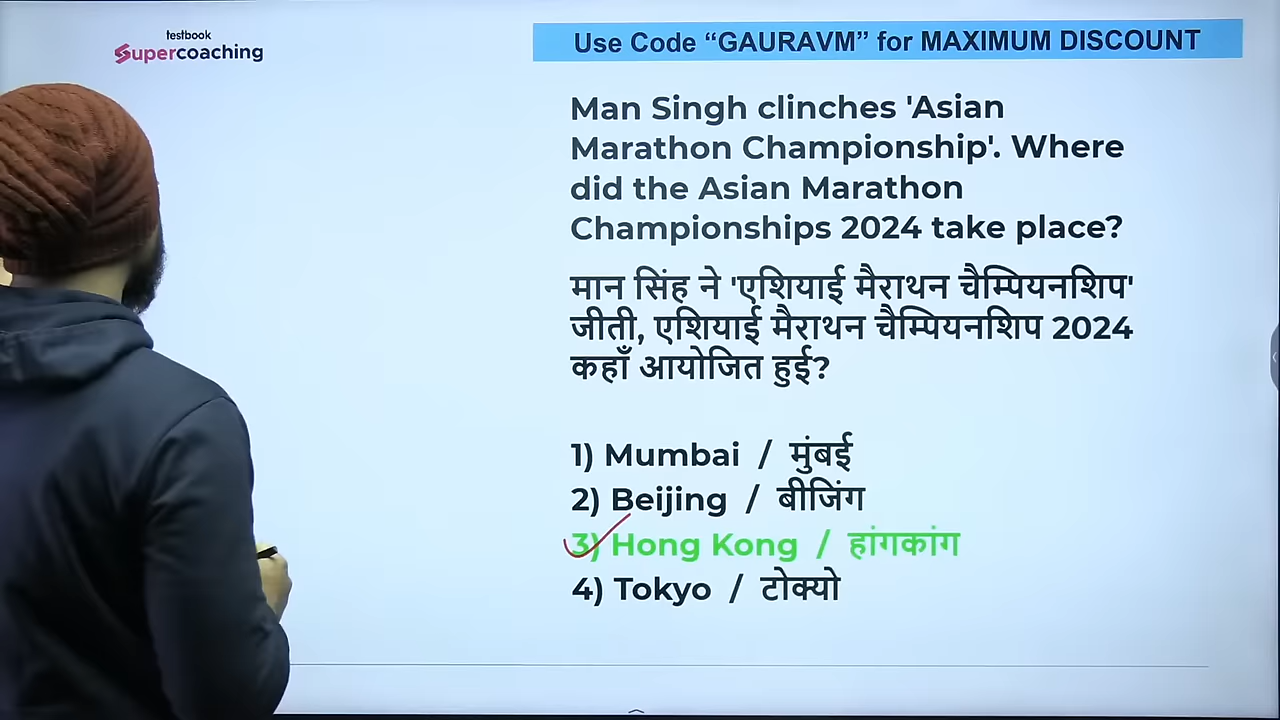 testbook
Supercoaching
Use Code “GAURAVM” for MAXIMUM DISCOUNT
Man Singh clinches 'Asian
Marathon Championship'. Where
did the Asian Marathon
Championships 2024 take place?
मान सिंह ने 'एशियाई मैराथन चैम्पियनशिप'
जीती, एशियाई मैराथन चैम्पियनशिप 2024
कहाँ आयोजित हुई?
1) Mumbai / मुंबई
2) Beijing / बीजिंग
3) Hong Kong / हांगकांग
4) Tokyo / टोक्यो